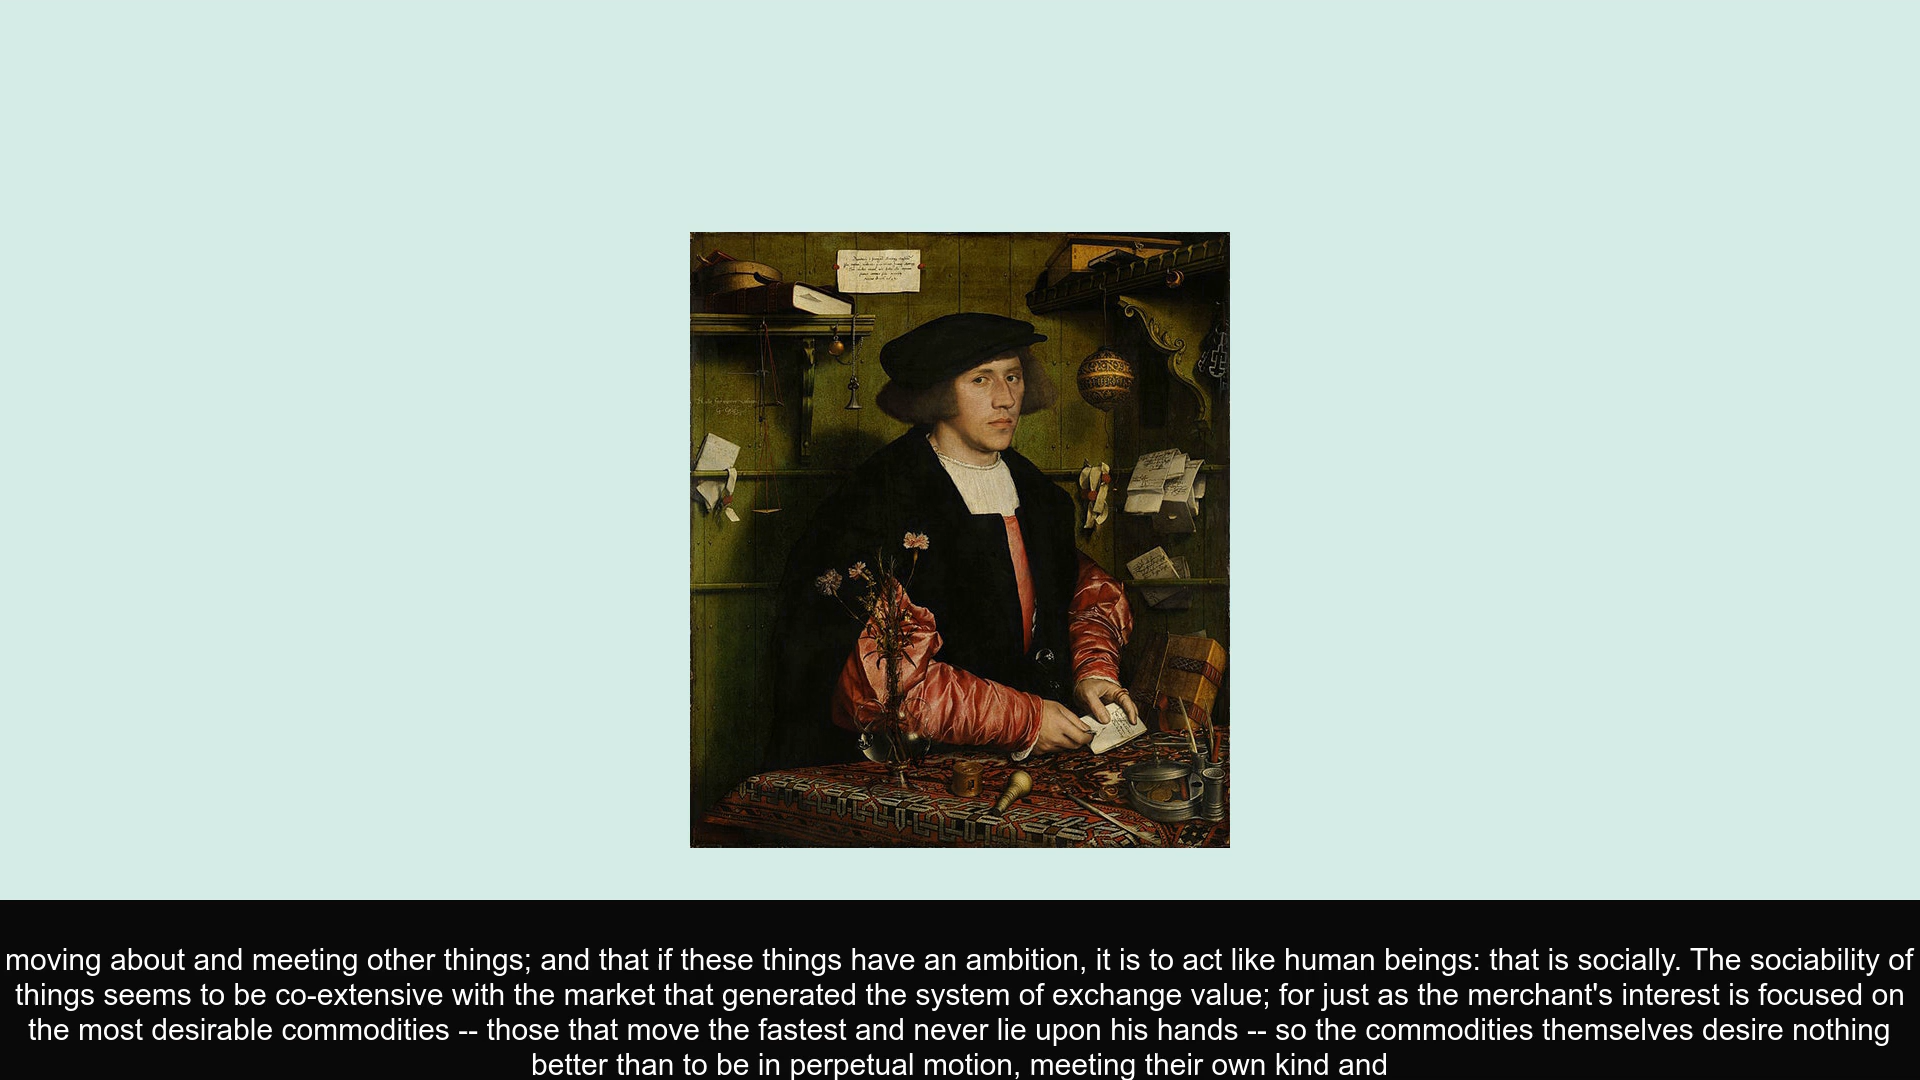 moving about and meeting other things; and that if these things have an ambition, it is to act like human beings: that is socially. The sociability of
things seems to be co-extensive with the market that generated the system of exchange value; for just as the merchant's interest is focused on
the most desirable commodities -- those that move the fastest and never lie upon his hands -- so the commodities themselves desire nothing
better than to be in perpetual motion, meeting their own kind and